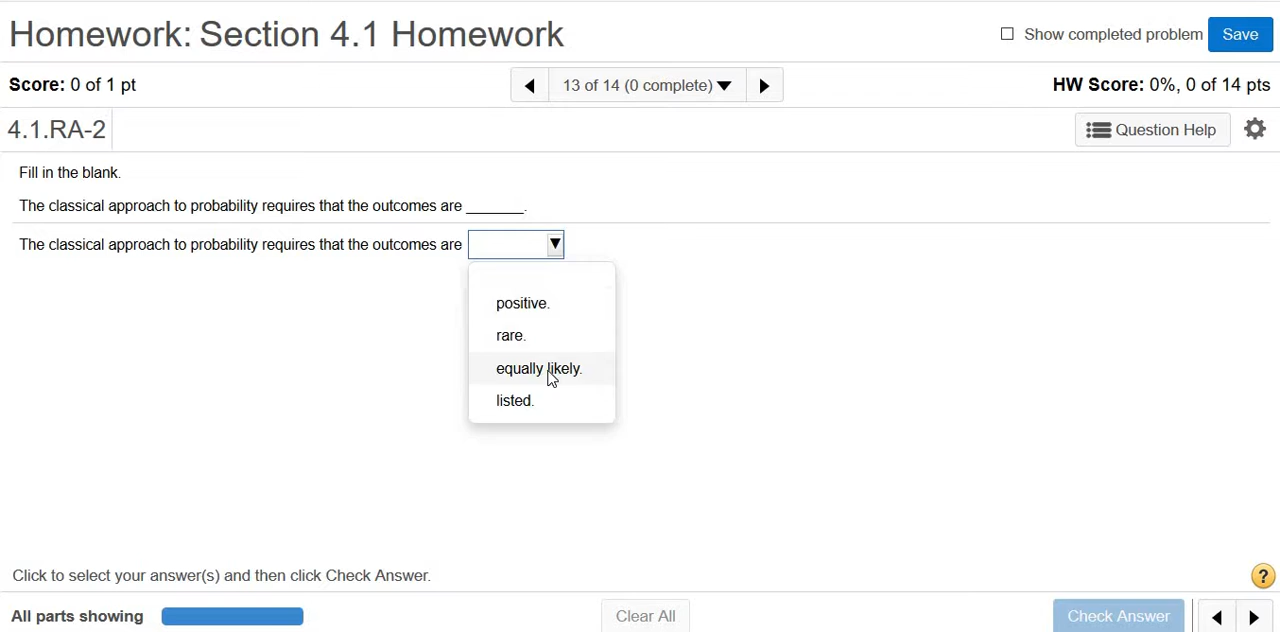 Homework: Section 4.1 Homework
Show completed problem
Save
Score: 0 of 1 pt
13 of 14 (0 complete)
HW Score: 0%, 0 of 14 pts
4.1.RA-2
Question Help
Fill in the blank.
The classical approach to probability requires that the outcomes are _______.
The classical approach to probability requires that the outcomes are
positive.
rare.
equally likely.
listed.
Click to select your answer(s) and then click Check Answer.
?
All parts showing
Clear All
Check Answer